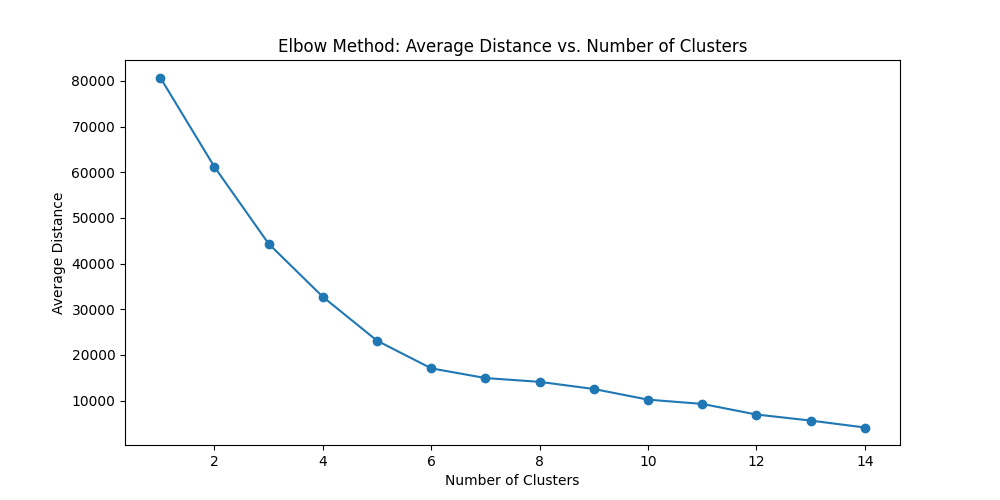 Elbow Method: Average Distance vs. Number of Clusters
80000
70000
60000
50000
40000
30000
20000
10000
Average Distance
2 4 6 8 10 12 14
Number of Clusters